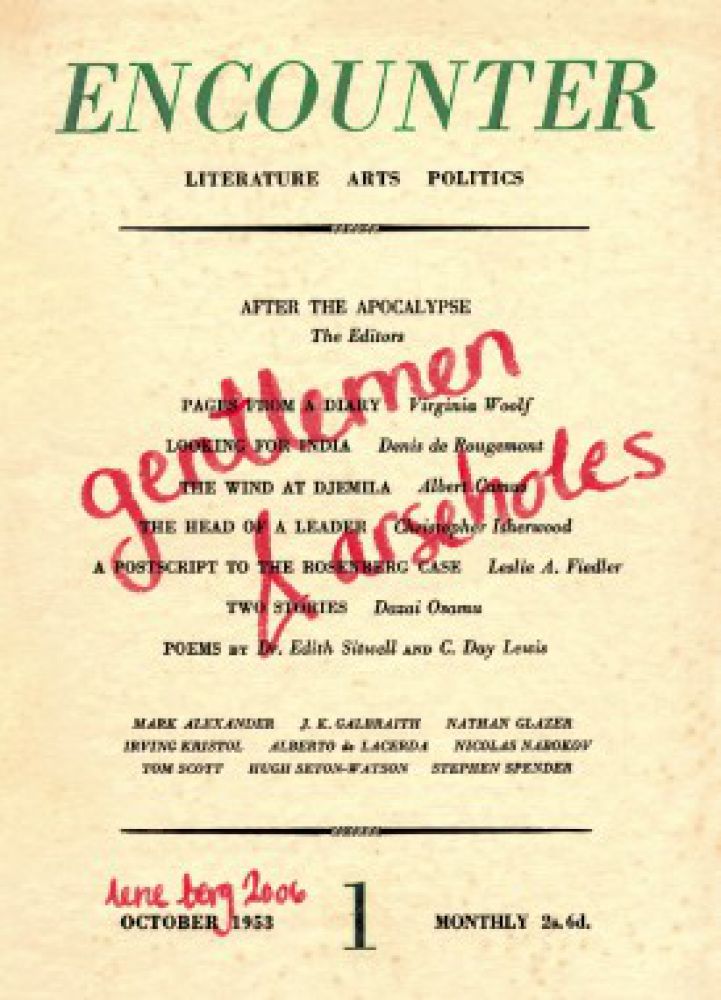 ENCOUNTER
LITERATURE ARTS POLITICS
AFTER THE APOCALYPSE
The Editors
PAGES FROM A DIARY Virginia Woolf
LOOKING FOR INDIA Denis de Rougemont
THE WIND AT DJEMILA Albert Camus
THE HEAD OF A LEADER Christopher Isherwood
A POSTSCRIPT TO THE ROSENBERG CASE Leslie A. Fiedler
TWO STORIES Dazai Osamu
POEMS BY Dr. Edith Sitwell AND C. Day Lewis
gentlemen
& arseholes
MARK ALEXANDER J. K. GALBRAITH NATHAN GLAZER
IRVING KRISTOL ALBERTO de LACERDA NICOLAS NABOKOV
TOM SCOTT HUGH SETON-WATSON STEPHEN SPENDER
lene berg 2006
OCTOBER 1953 1 MONTHLY 2s. 6d.